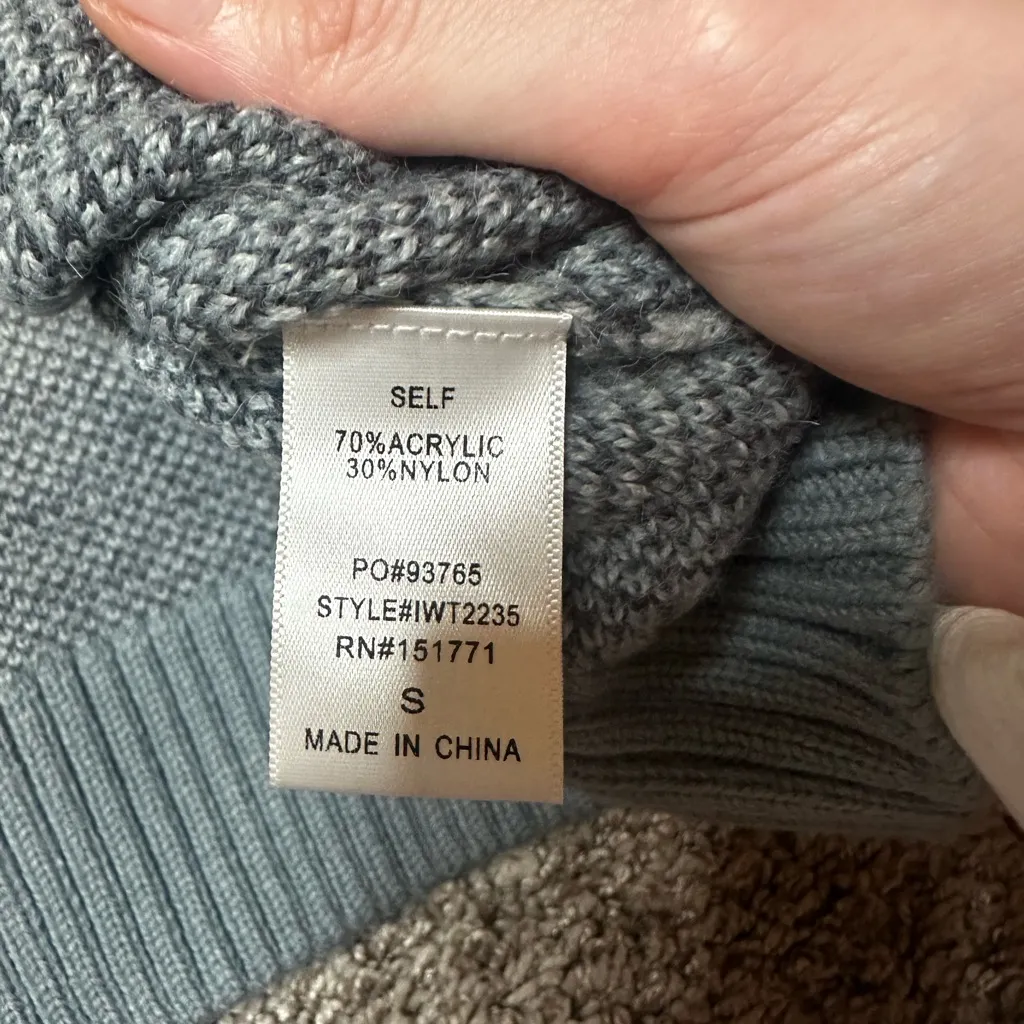 SELF
70%ACRYLIC
30%NYLON
PO#93765
STYLE#IWT2235
RN#151771
S
MADE IN CHINA